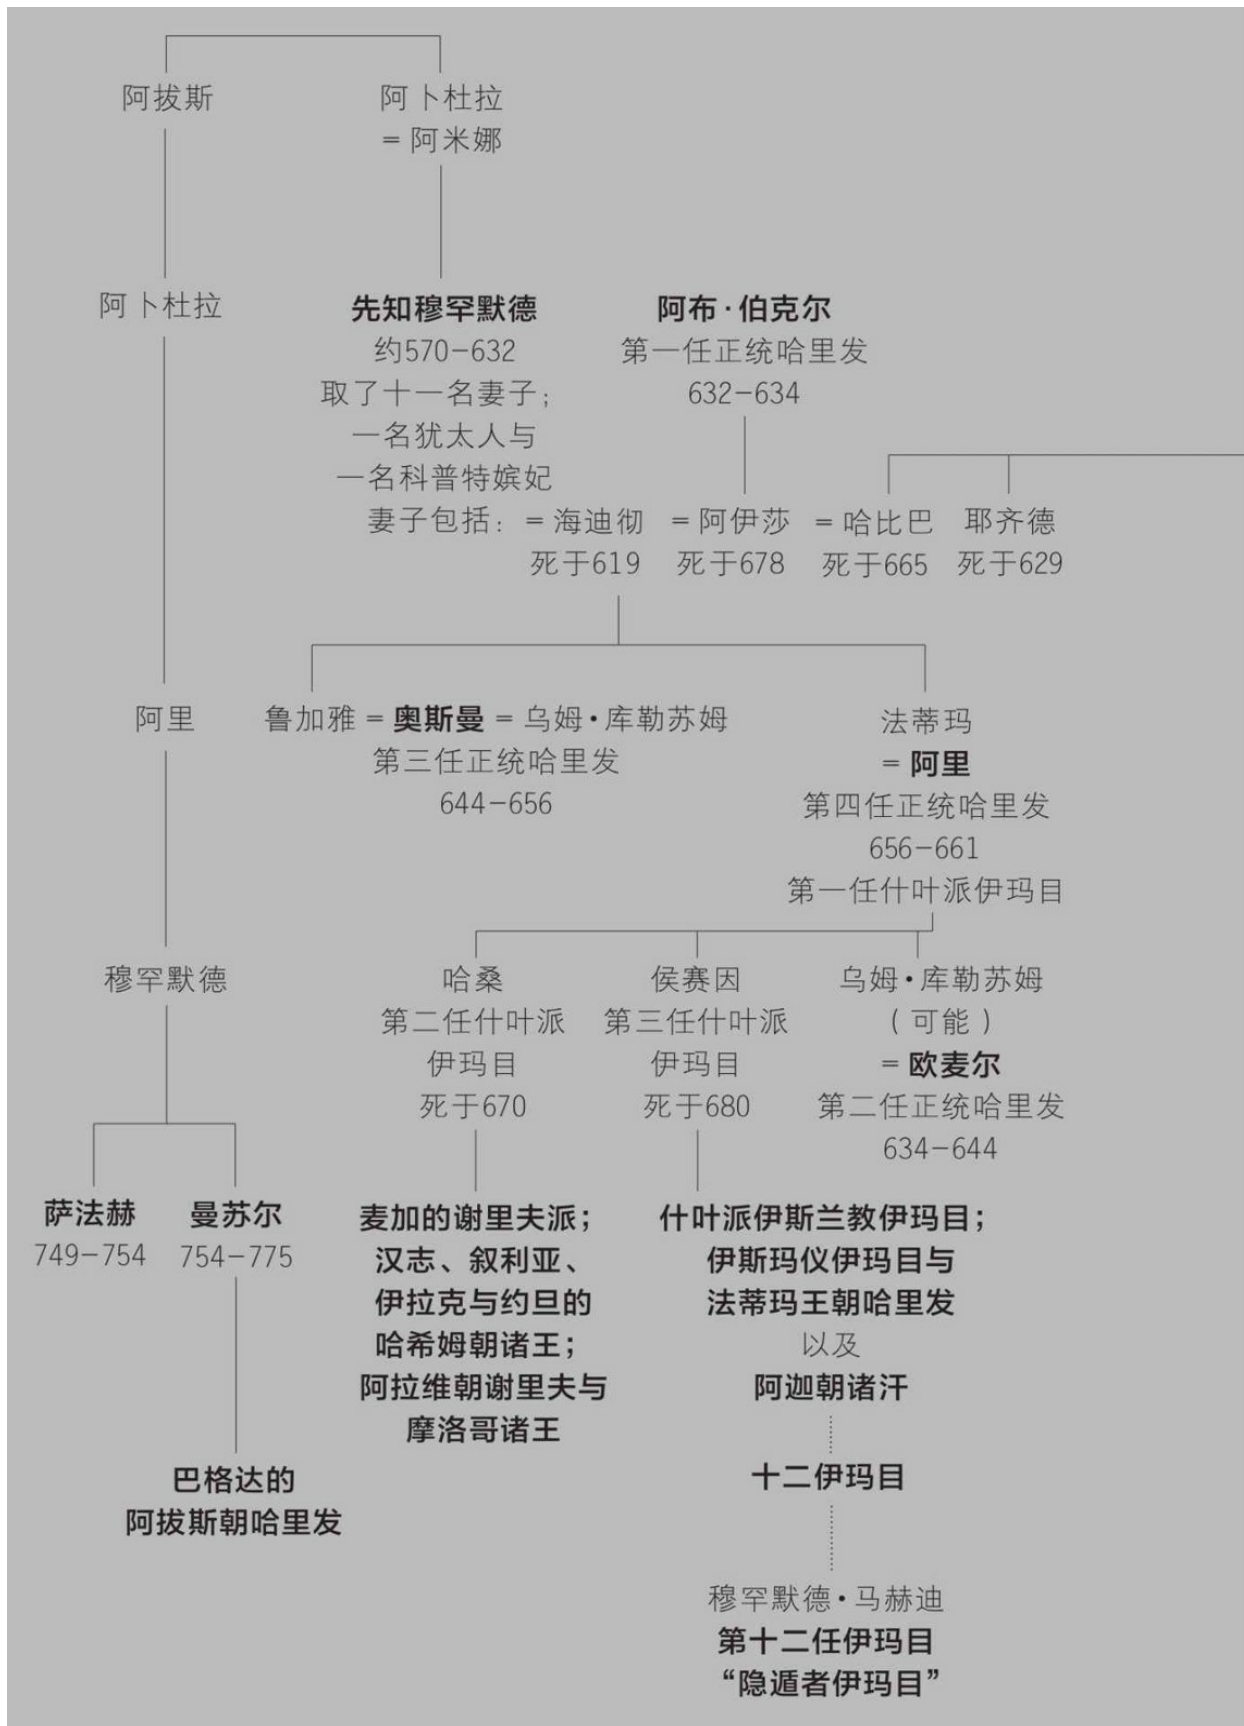 阿拔斯
阿卜杜拉
= 阿米娜
阿卜杜拉
先知穆罕默德
约570-632
取了十一名妻子；
一名犹太人与
一名科普特嫔妃
妻子包括：
阿布·伯克尔
第一任正统哈里发
632-634
= 海迪彻
死于619
= 阿伊莎
死于678
= 哈比巴
死于665
耶齐德
死于629
阿里
鲁加雅 = 奥斯曼 = 乌姆·库勒苏姆
第三任正统哈里发
644-656
法蒂玛
= 阿里
第四任正统哈里发
656-661
第一任什叶派伊玛目
穆罕默德
哈桑
第二任什叶派
伊玛目
死于670
侯赛因
第三任什叶派
伊玛目
死于680
乌姆·库勒苏姆
（可能）
= 欧麦尔
第二任正统哈里发
634-644
萨法赫
749-754
曼苏尔
754-775
麦加的谢里夫派；
汉志、叙利亚、
伊拉克与约旦的
哈希姆朝诸王；
阿拉维朝谢里夫与
摩洛哥诸王
什叶派伊斯兰教伊玛目；
伊斯玛仪伊玛目与
法蒂玛王朝哈里发
以及
阿迦朝诸汗
巴格达的
阿拔斯朝哈里发
十二伊玛目
穆罕默德·马赫迪
第十二任伊玛目
“隐遁者伊玛目”